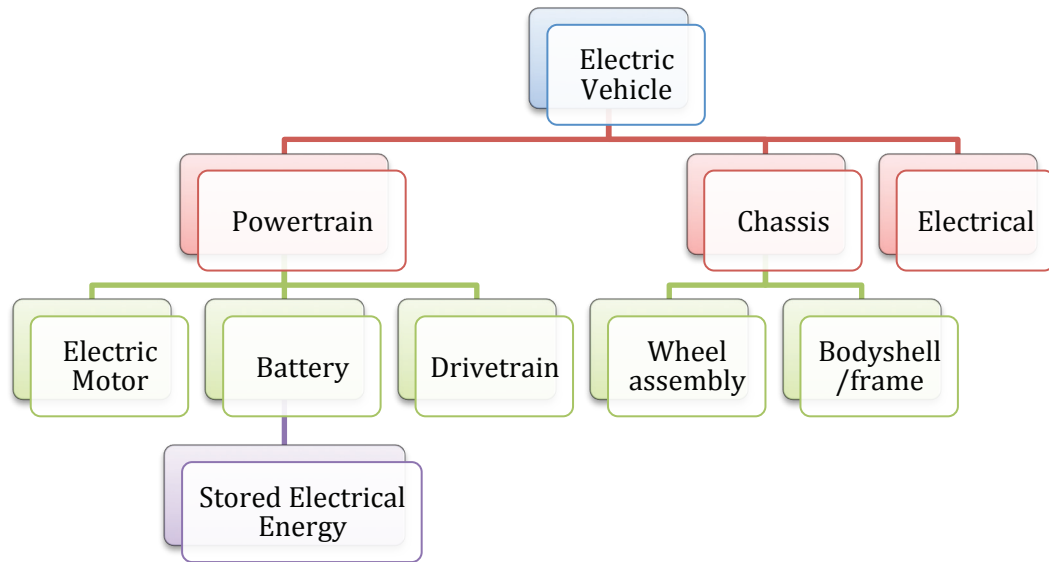 Electric
Vehicle
Powertrain
Chassis
Electrical
Electric
Motor
Battery
Drivetrain
Wheel
assembly
Bodyshell
/frame
Stored Electrical
Energy